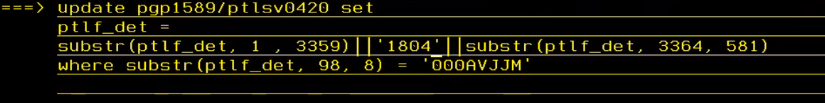 ===> update pgp1589/ptlsv0420 set
ptlf_det =
substr(ptlf_det, 1 , 3359)||'1804'||substr(ptlf_det, 3364, 581)
where substr(ptlf_det, 98, 8) = '000AVJJM'